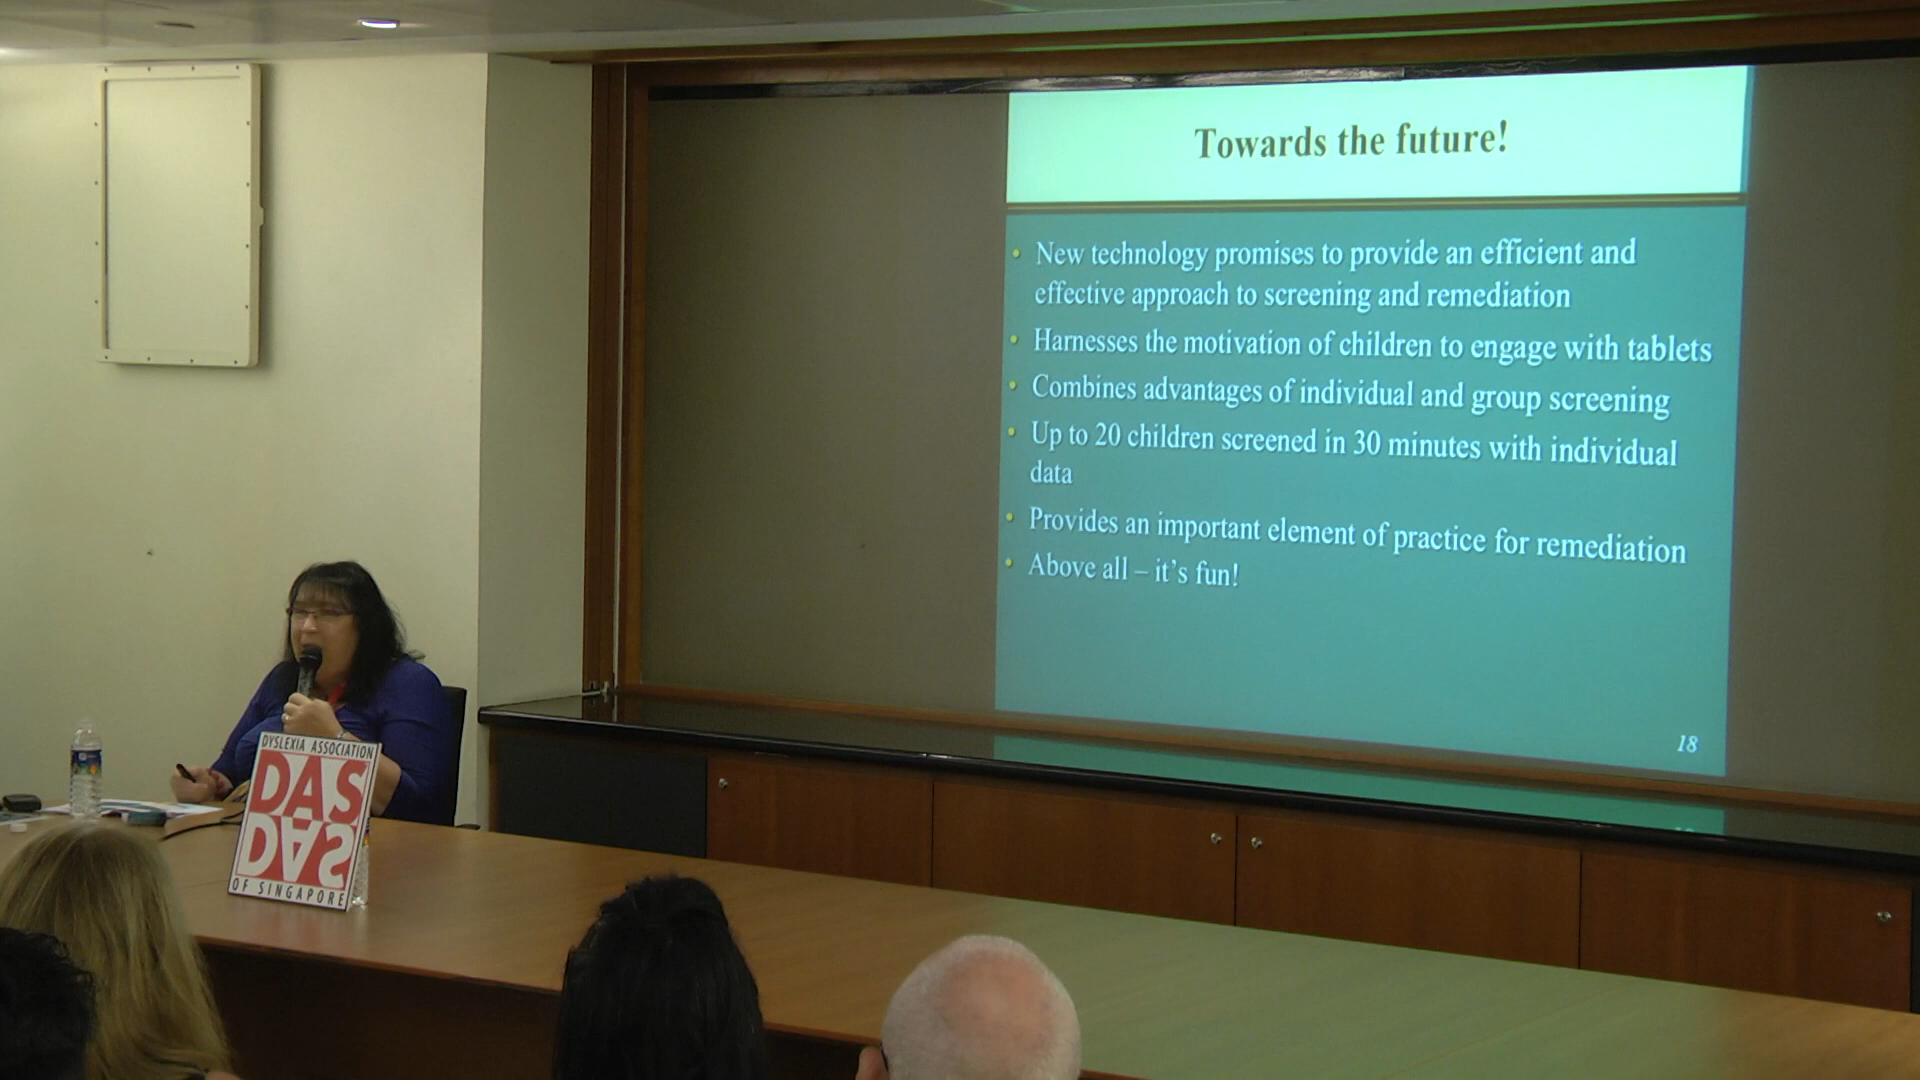 Towards the future!
• New technology promises to provide an efficient and
effective approach to screening and remediation
• Harnesses the motivation of children to engage with tablets
• Combines advantages of individual and group screening
• Up to 20 children screened in 30 minutes with individual
data
• Provides an important element of practice for remediation
• Above all – it's fun!
18
DYSLEXIA ASSOCIATION
DAS
DAS
OF SINGAPORE